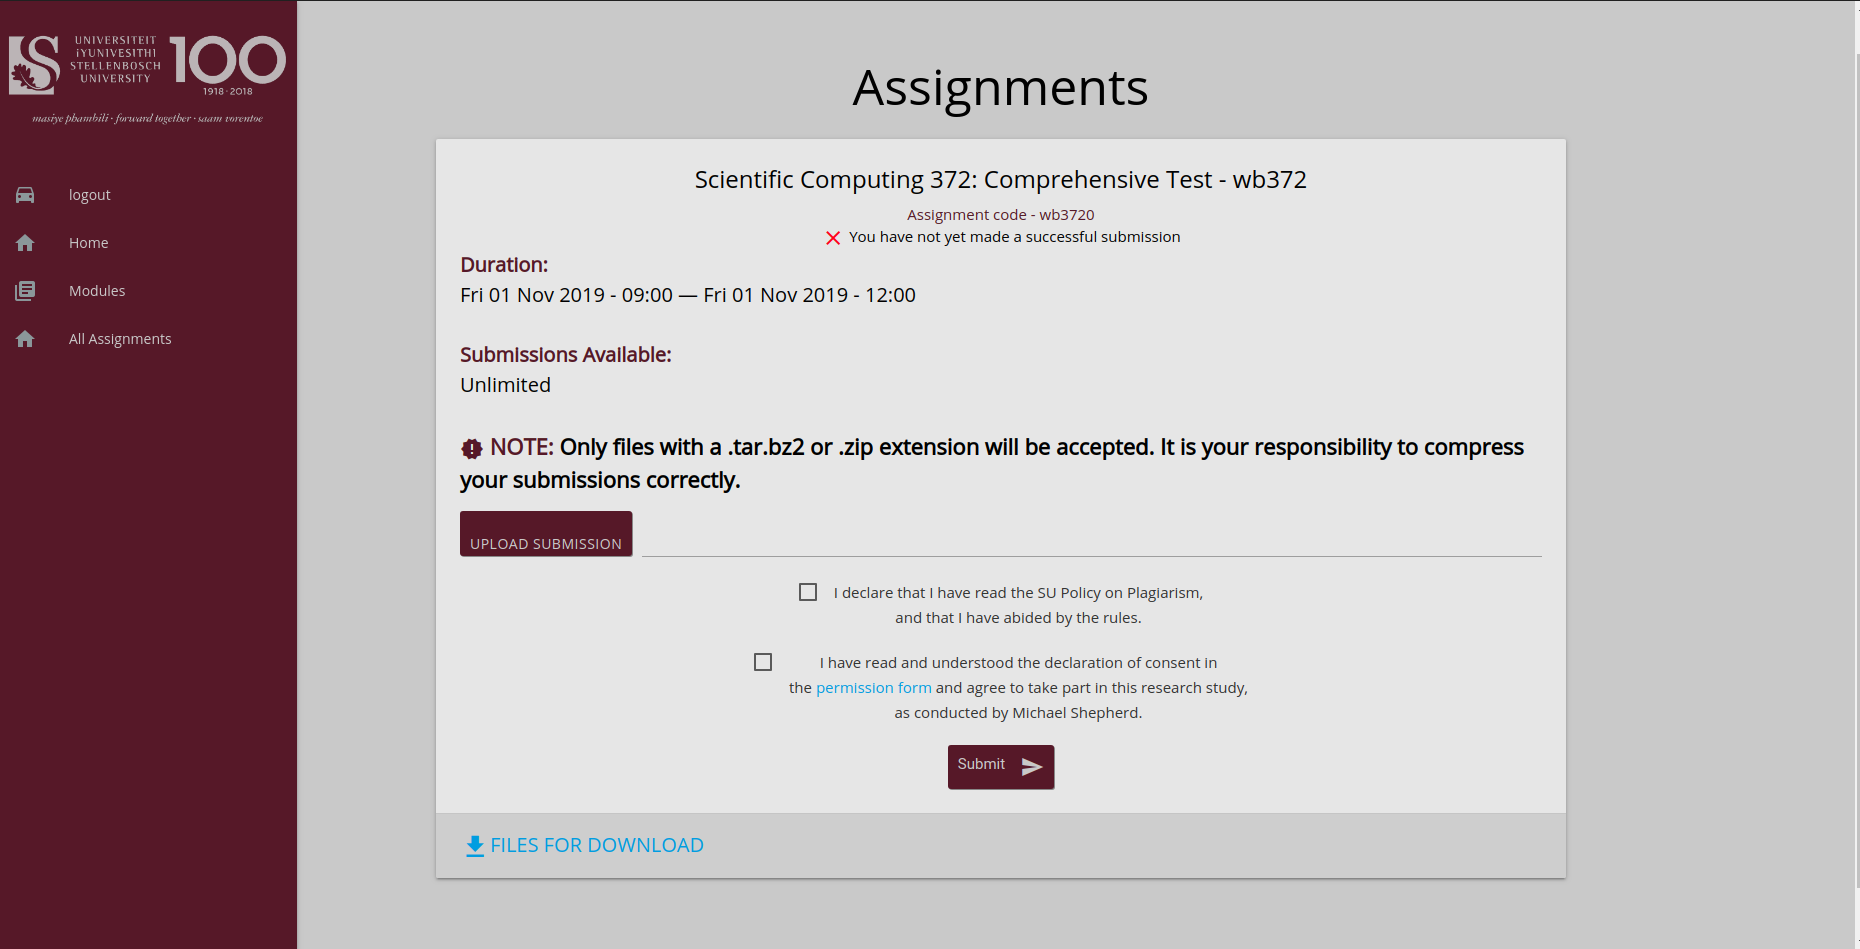 UNIVERSITEIT
iYUNIVESITHI
STELLENBOSCH
UNIVERSITY
100
1918·2018
masiye phambili · forward together · saam vorentoe
logout
Home
Modules
All Assignments
Assignments
Scientific Computing 372: Comprehensive Test - wb372
Assignment code - wb3720
You have not yet made a successful submission
Duration:
Fri 01 Nov 2019 - 09:00 — Fri 01 Nov 2019 - 12:00
Submissions Available:
Unlimited
NOTE: Only files with a .tar.bz2 or .zip extension will be accepted. It is your responsibility to compress
your submissions correctly.
UPLOAD SUBMISSION
I declare that I have read the SU Policy on Plagiarism,
and that I have abided by the rules.
I have read and understood the declaration of consent in
the permission form and agree to take part in this research study,
as conducted by Michael Shepherd.
Submit
FILES FOR DOWNLOAD